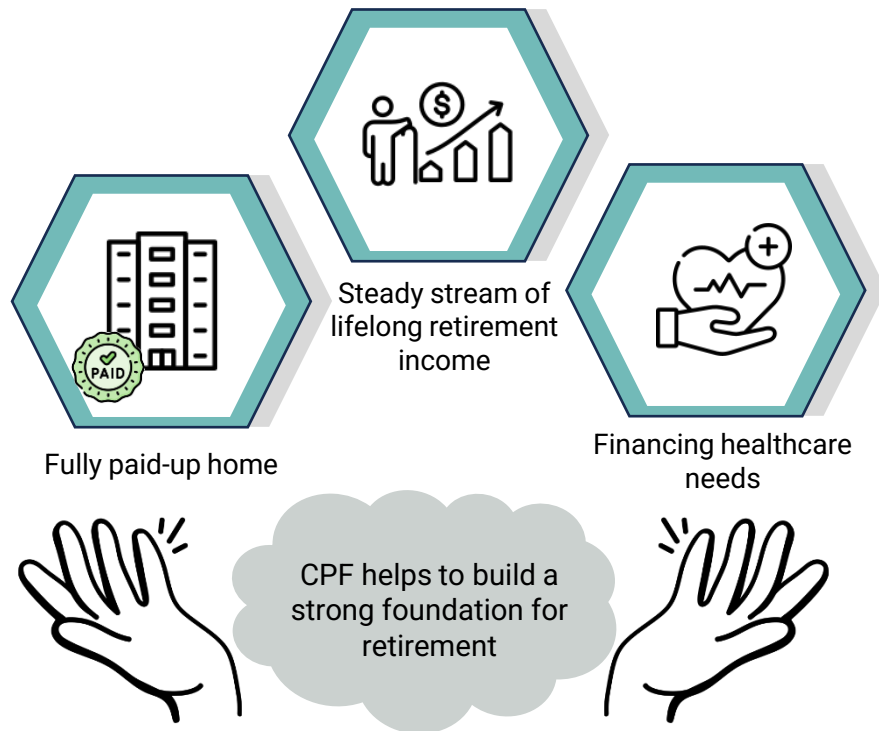 $
Steady stream of
lifelong retirement
income
PAID
Fully paid-up home
Financing healthcare
needs
CPF helps to build a
strong foundation for
retirement